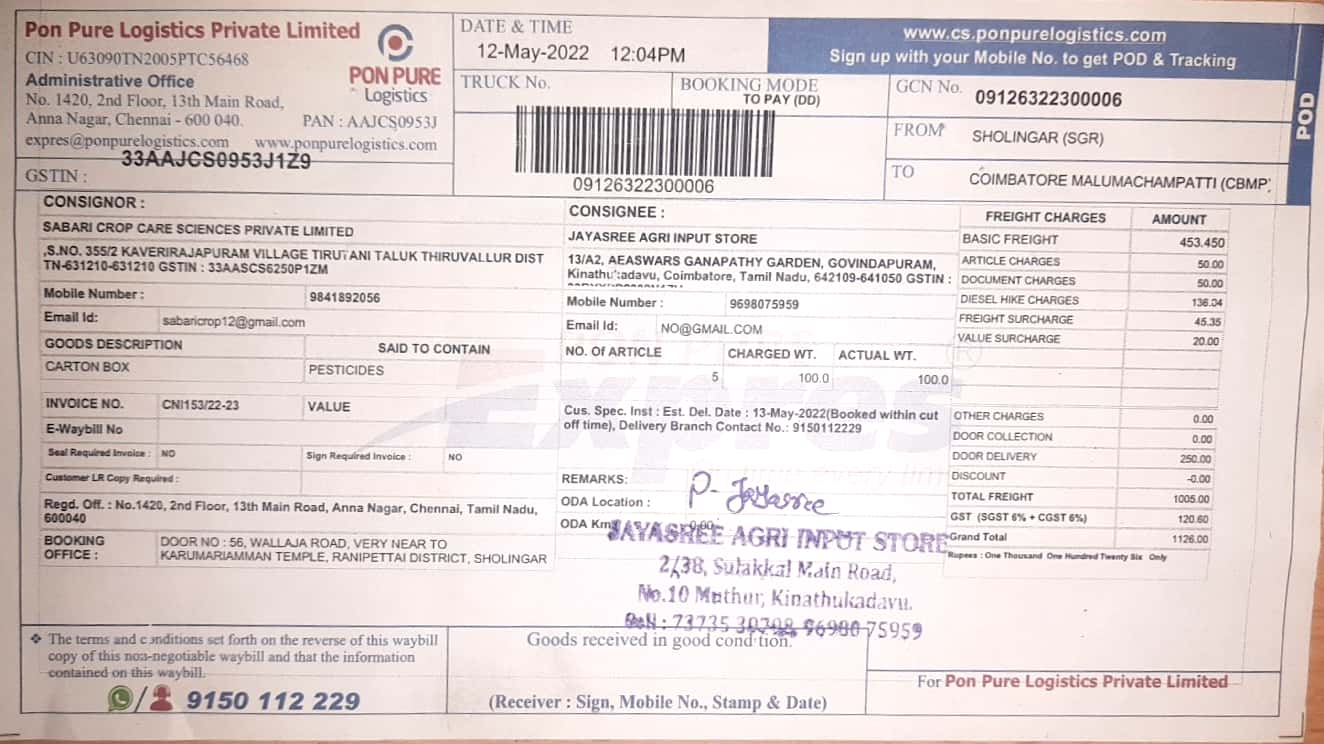 Pon Pure Logistics Private Limited
CIN : U63090TN2005PTC56468
Administrative Office
No. 1420, 2nd Floor, 13th Main Road,
Anna Nagar, Chennai - 600 040.
PAN : AAJCS0953J
expres@ponpurelogistics.com www.ponpurelogistics.com
33AAJCS0953J1Z9
GSTIN :
PON PURE
Logistics
DATE & TIME
12-May-2022 12:04PM
TRUCK No.
BOOKING MODE
TO PAY (DD)
09126322300006
www.cs.ponpurelogistics.com
Sign up with your Mobile No. to get POD & Tracking
POD
GCN No. 09126322300006
FROM SHOLINGAR (SGR)
TO COIMBATORE MALUMACHAMPATTI (CBMP)
CONSIGNOR :
SABARI CROP CARE SCIENCES PRIVATE LIMITED
,S.NO. 355/2 KAVERIRAJAPURAM VILLAGE TIRUTANI TALUK THIRUVALLUR DIST
TN-631210-631210 GSTIN : 33AASCS6250P1ZM
Mobile Number : 9841892056
Email Id: sabaricrop12@gmail.com
GOODS DESCRIPTION SAID TO CONTAIN
CARTON BOX PESTICIDES
INVOICE NO. CNI153/22-23 VALUE
E-Waybill No
Seal Required Invoice : NO Sign Required Invoice : NO
Customer LR Copy Required :
Regd. Off. : No.1420, 2nd Floor, 13th Main Road, Anna Nagar, Chennai, Tamil Nadu,
600040
BOOKING OFFICE : DOOR NO : 56, WALLAJA ROAD, VERY NEAR TO
KARUMARIAMMAN TEMPLE, RANIPETTAI DISTRICT, SHOLINGAR
CONSIGNEE :
JAYASREE AGRI INPUT STORE
13/A2, AEASWARS GANAPATHY GARDEN, GOVINDAPURAM,
Kinathukadavu, Coimbatore, Tamil Nadu, 642109-641050 GSTIN :
Mobile Number : 9698075959
Email Id: NO@GMAIL.COM
NO. Of ARTICLE CHARGED WT. ACTUAL WT.
5 100.0 100.0
Cus. Spec. Inst : Est. Del. Date : 13-May-2022(Booked within cut
off time), Delivery Branch Contact No.: 9150112229
Expres
REMARKS:
ODA Location :
ODA Km 0.00
P. Jayasree
JAYASREE AGRI INPUT STORE
2/38, Sulakkal Main Road,
No.10 Muthur, Kinathukadavu.
75959
FREIGHT CHARGES AMOUNT
BASIC FREIGHT 453.450
ARTICLE CHARGES 50.00
DOCUMENT CHARGES 50.00
DIESEL HIKE CHARGES 136.04
FREIGHT SURCHARGE 45.35
VALUE SURCHARGE 20.00
OTHER CHARGES 0.00
DOOR COLLECTION 0.00
DOOR DELIVERY 250.00
DISCOUNT -0.00
TOTAL FREIGHT 1005.00
GST (SGST 6% + CGST 6%) 120.60
Grand Total 1126.00
Rupees : One Thousand One Hundred Twenty Six Only
❖ The terms and conditions set forth on the reverse of this waybill
copy of this non-negotiable waybill and that the information
contained on this waybill.
9150 112 229
Goods received in good condition.
(Receiver : Sign, Mobile No., Stamp & Date)
For Pon Pure Logistics Private Limited